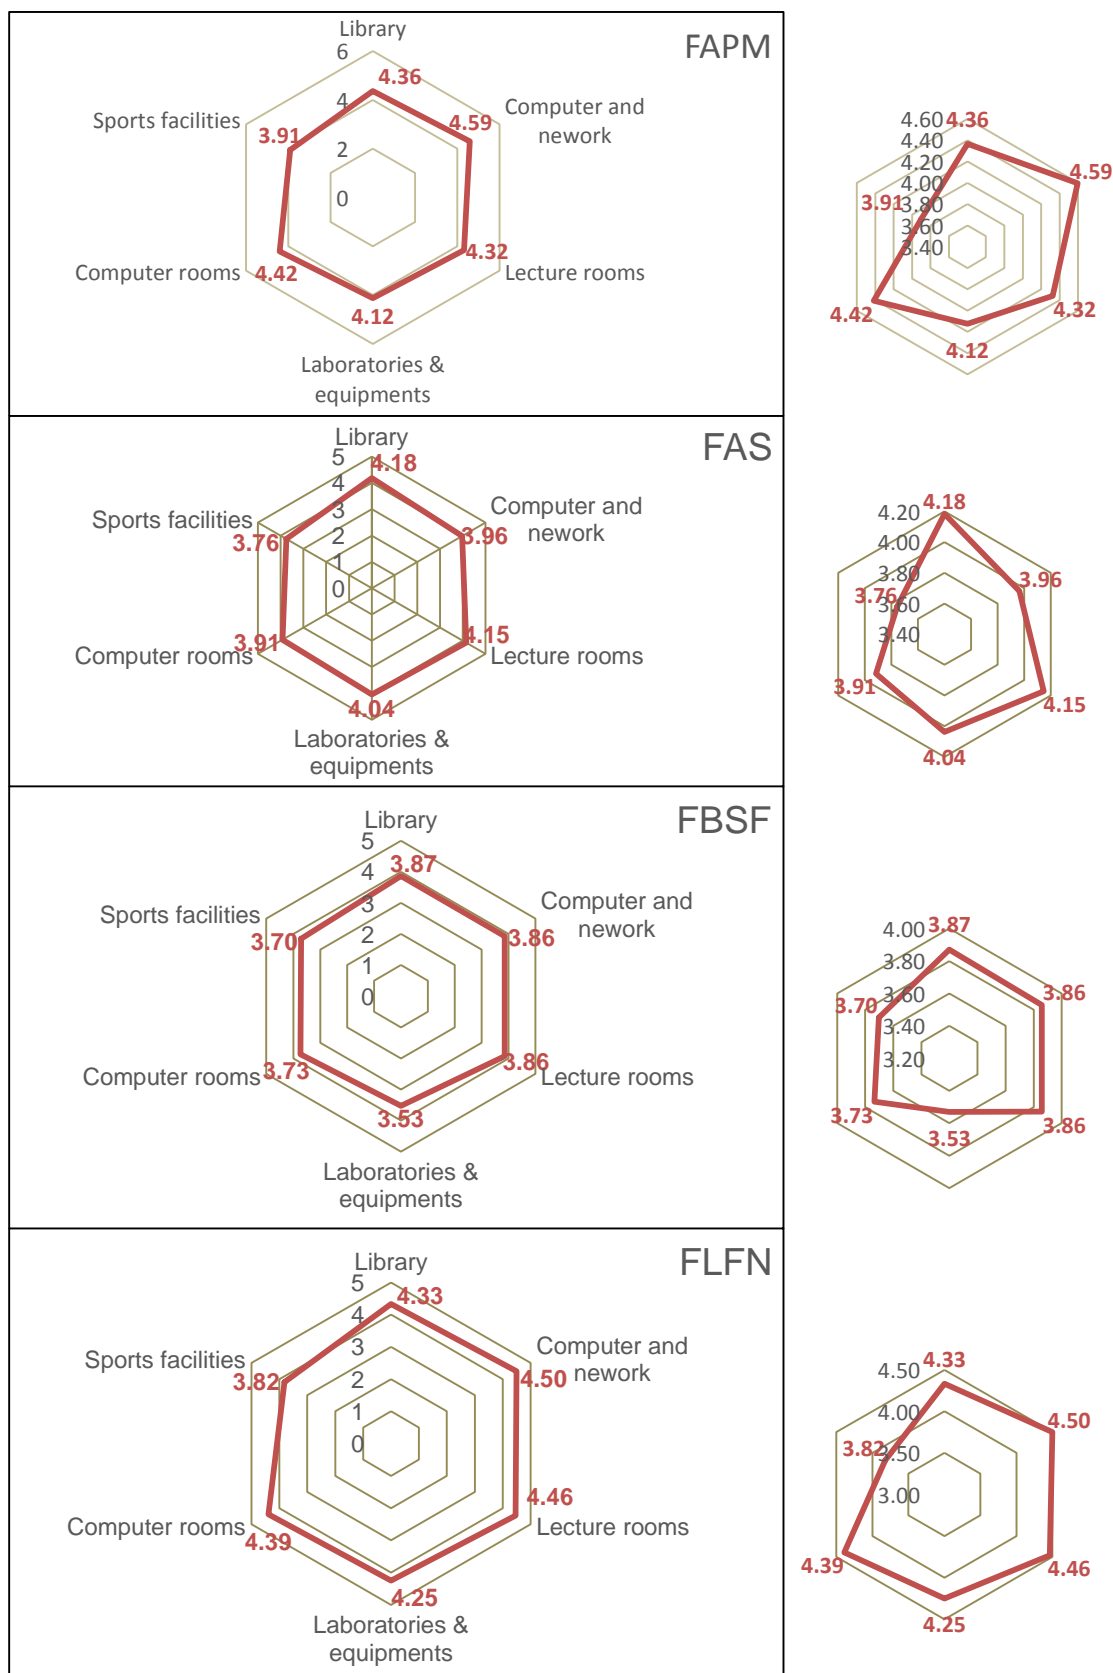 FAPM
Library
6
4
2
0
4.36
Computer and
nework
4.59
Sports facilities
3.91
4.32
Lecture rooms
Computer rooms
4.42
4.12
Laboratories &
equipments
4.60
4.40
4.20
4.00
3.80
3.60
3.40
4.36
4.59
3.91
4.42
4.32
4.12
FAS
Library
5
4
3
2
1
0
4.18
Computer and
nework
3.96
Sports facilities
3.76
3.91
Computer rooms
4.15
Lecture rooms
4.04
Laboratories &
equipments
4.20
4.00
3.80
3.60
3.40
4.18
3.96
3.76
3.91
4.15
4.04
FBSF
Library
5
4
3
2
1
0
3.87
Computer and
nework
3.86
Sports facilities
3.70
3.86
Lecture rooms
Computer rooms
3.73
3.53
Laboratories &
equipments
4.00
3.80
3.60
3.40
3.20
3.87
3.86
3.70
3.73
3.86
3.53
FLFN
Library
5
4
3
2
1
0
4.33
Computer and
nework
4.50
Sports facilities
3.82
4.46
Lecture rooms
Computer rooms
4.39
4.25
Laboratories &
equipments
4.50
4.00
3.50
3.00
4.33
4.50
3.82
4.39
4.46
4.25